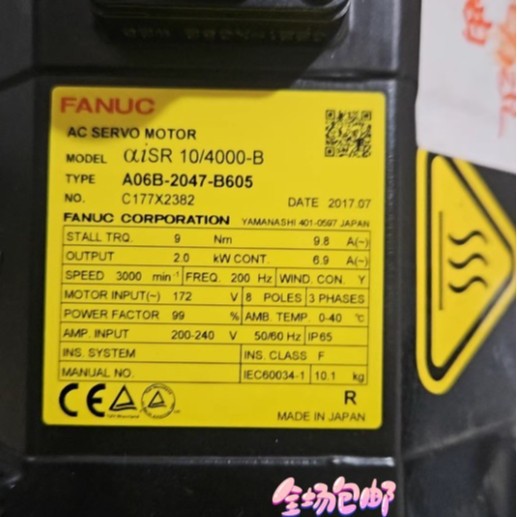 FANUC
AC SERVO MOTOR
MODEL αiSR 10/4000-B
TYPE A06B-2047-B605
NO. C177X2382 DATE 2017.07
FANUC CORPORATION YAMANASHI 401-0597 JAPAN
STALL TRQ. 9 Nm 9.8 A(~)
OUTPUT 2.0 kW CONT. 6.9 A(~)
SPEED 3000 min⁻¹ FREQ. 200 Hz WIND. CON. Y
MOTOR INPUT(~) 172 V 8 POLES 3 PHASES
POWER FACTOR 99 % AMB. TEMP. 0-40 ℃
AMP. INPUT 200-240 V 50/60 Hz IP65
INS. SYSTEM INS. CLASS F
MANUAL NO. IEC60034-1 10.1 kg
CE
R
MADE IN JAPAN
全场包邮